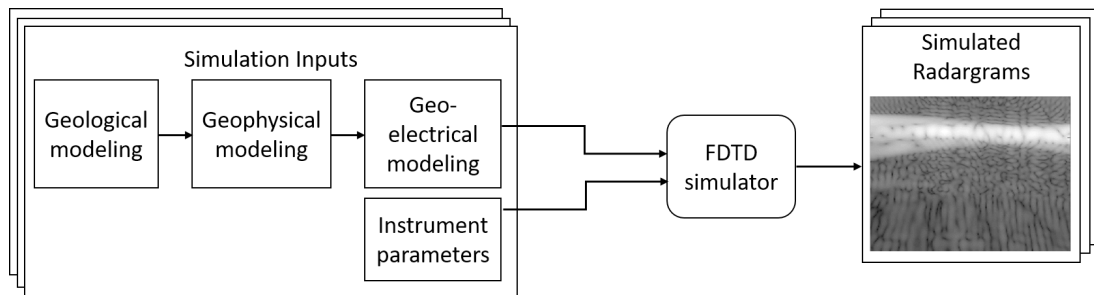 Simulation Inputs
Geological
modeling
Geophysical
modeling
Geo-
electrical
modeling
Instrument
parameters
FDTD
simulator
Simulated
Radargrams